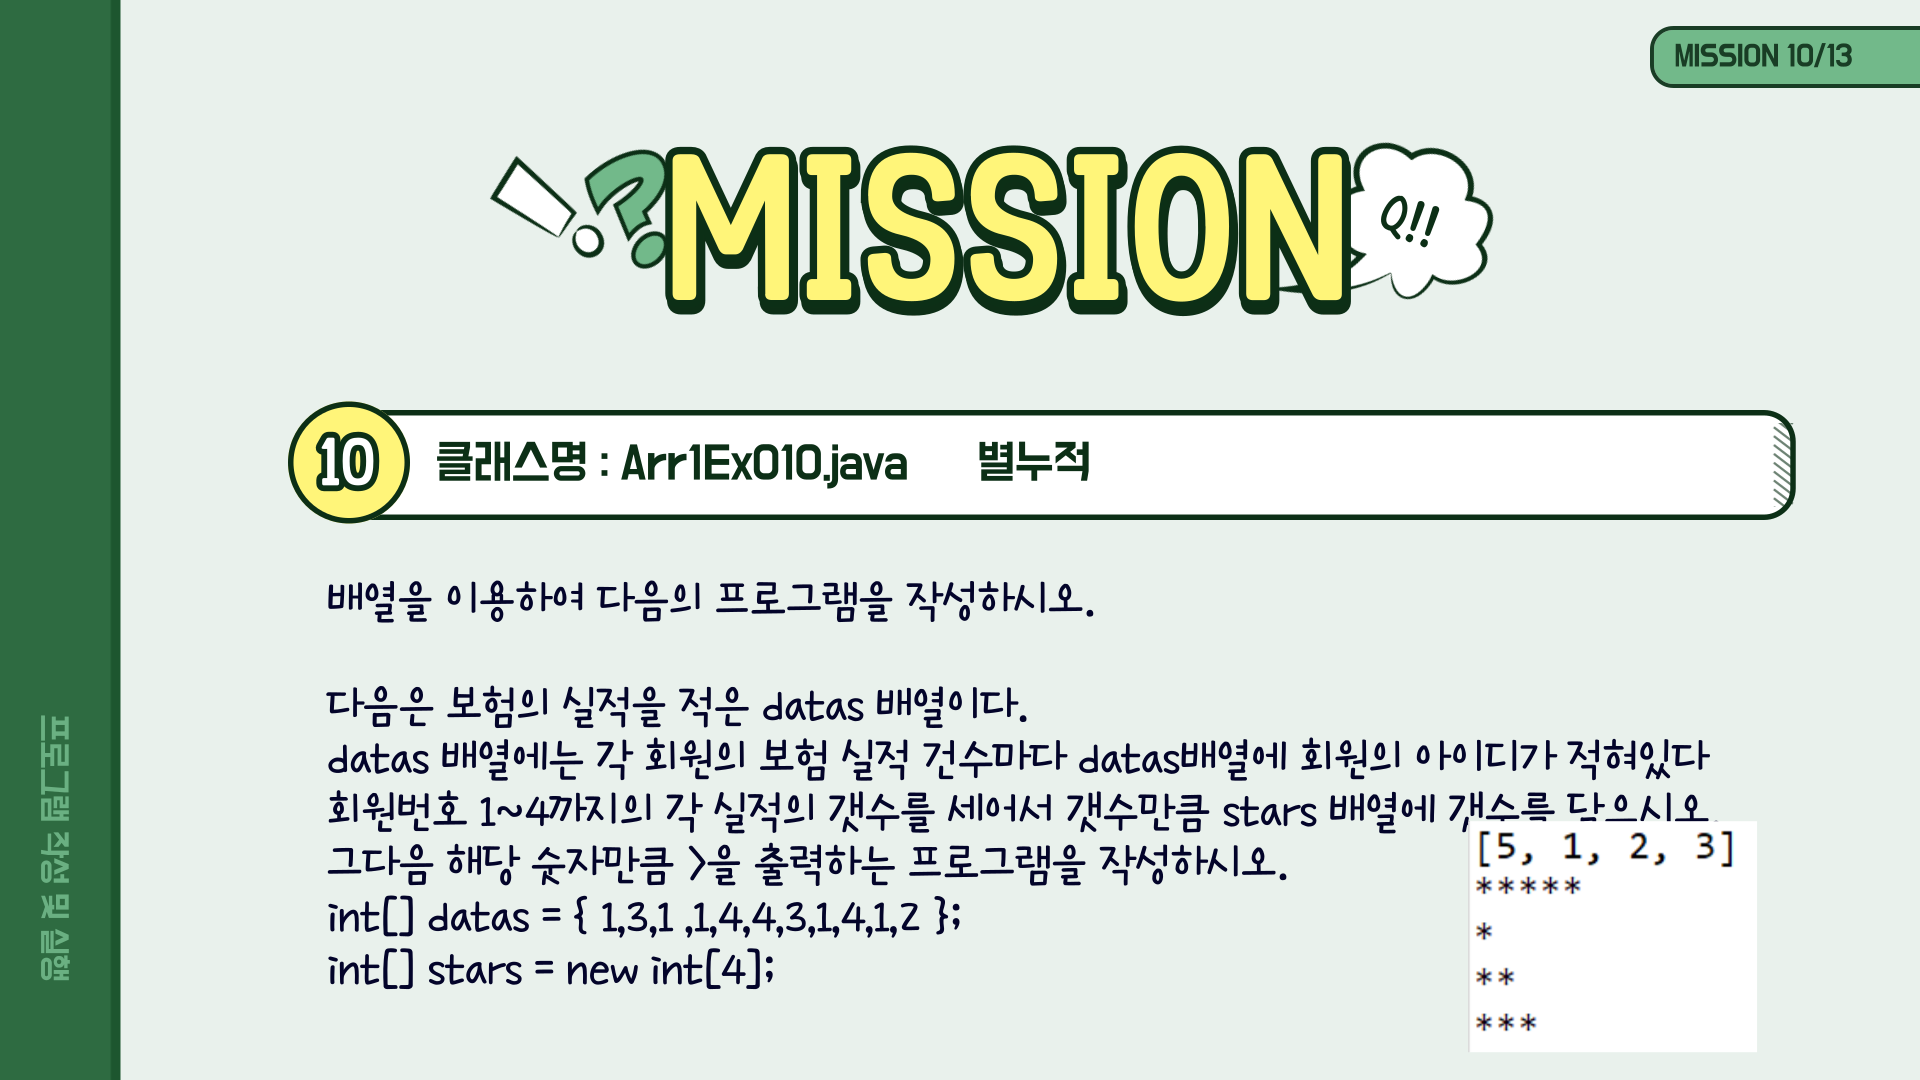 MISSION 10/13
MISSION
Q!!
10
클래스명 : Arr1Ex010.java 별누적
배열을 이용하여 다음의 프로그램을 작성하시오.
다음은 보험의 실적을 적은 datas 배열이다.
datas 배열에는 각 회원의 보험 실적 건수마다 datas배열에 회원의 아이디가 적혀있다
회원번호 1~4까지의 각 실적의 갯수를 세어서 갯수만큼 stars 배열에 갯수를 담으시오.
그다음 해당 숫자만큼 >을 출력하는 프로그램을 작성하시오.
int[] datas = { 1,3,1 ,1,4,4,3,1,4,1,2 };
int[] stars = new int[4];
[5, 1, 2, 3]
*****
*
**
***
프로그램 작성 및 실행